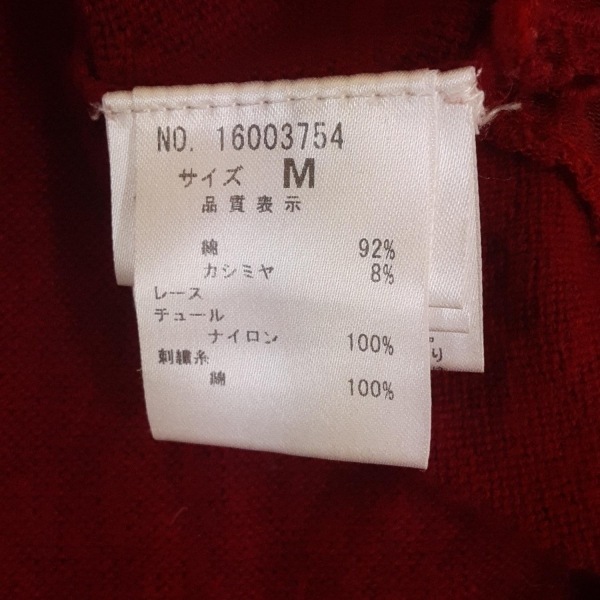 NO. 16003754
サイズ M
品質表示
綿 92%
カシミヤ 8%
レース
チュール
ナイロン 100%
刺繍糸
綿 100%
り